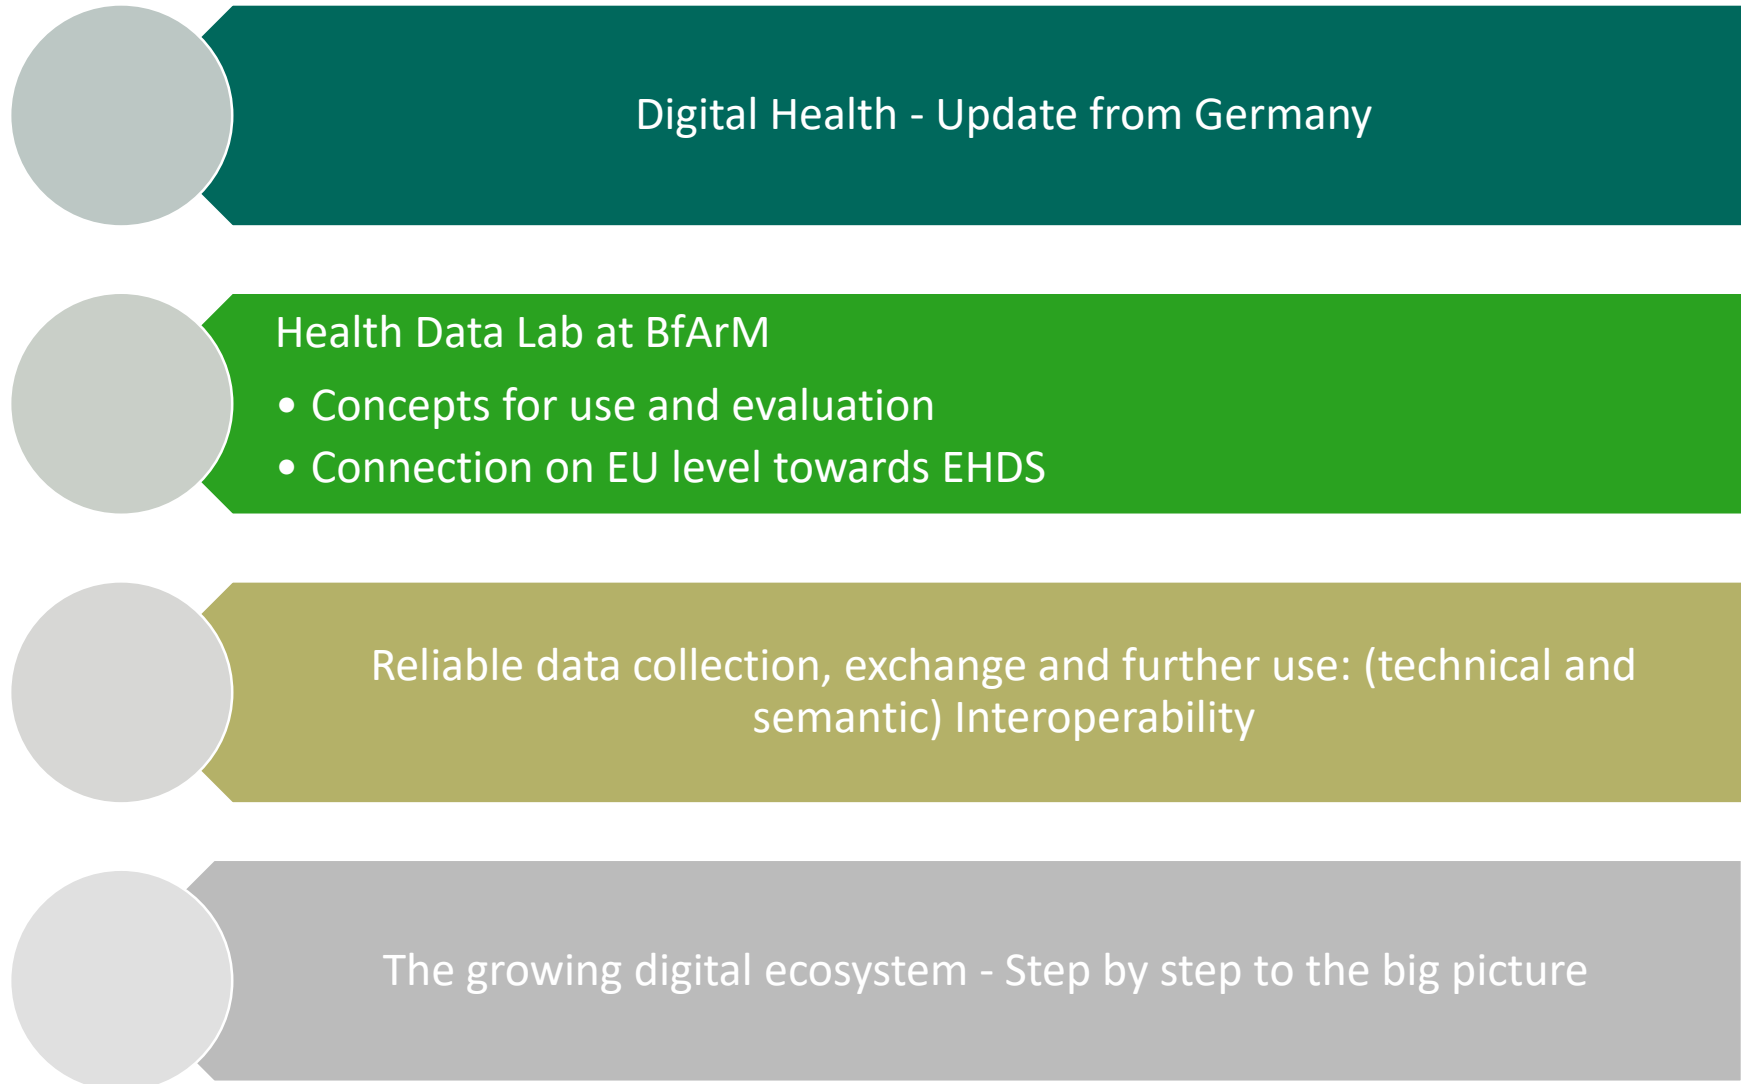 Digital Health - Update from Germany
Health Data Lab at BfArM
• Concepts for use and evaluation
• Connection on EU level towards EHDS
Reliable data collection, exchange and further use: (technical and
semantic) Interoperability
The growing digital ecosystem - Step by step to the big picture